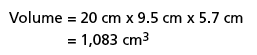 Volume = 20 cm x 9.5 cm x 5.7 cm
= 1,083 cm³